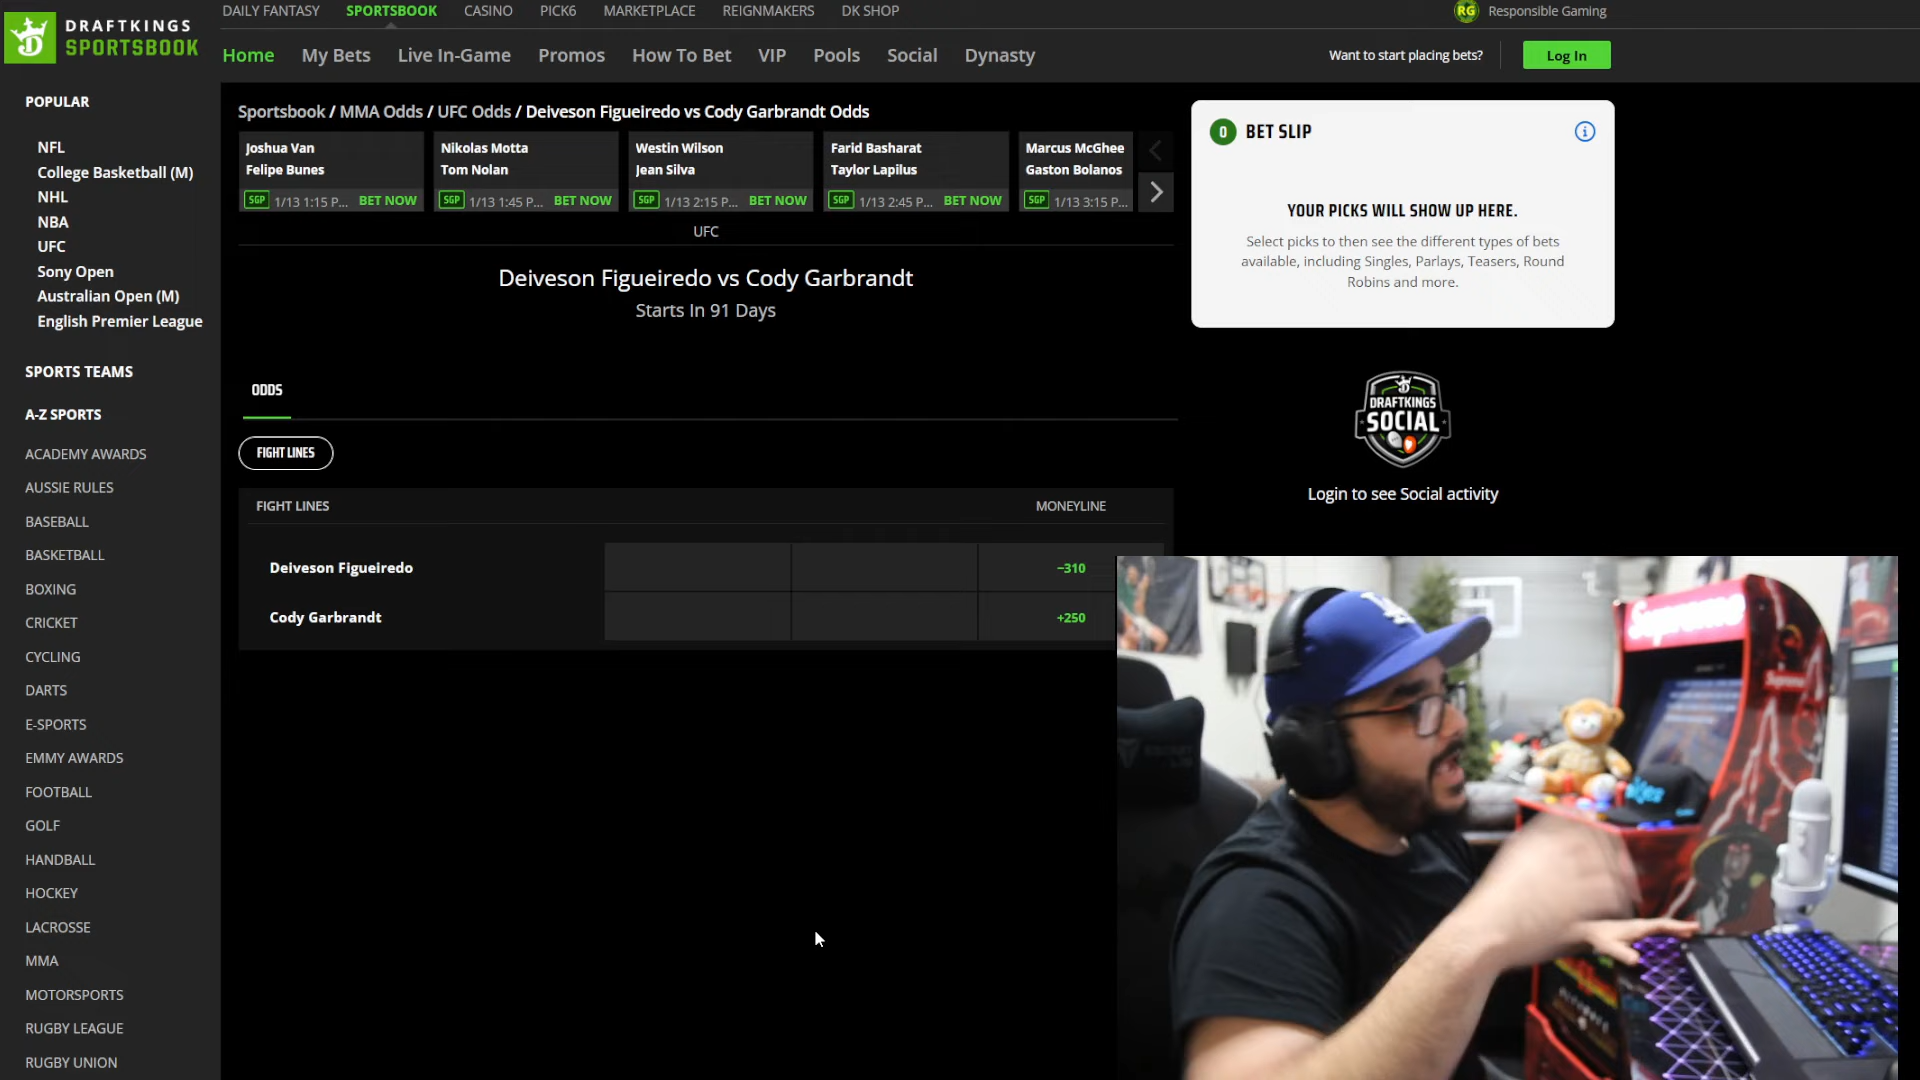 DRAFTKINGS
SPORTSBOOK
DAILY FANTASY
SPORTSBOOK
CASINO
PICK6
MARKETPLACE
REIGNMAKERS
DK SHOP
RG
Responsible Gaming
Home
My Bets
Live In-Game
Promos
How To Bet
VIP
Pools
Social
Dynasty
Want to start placing bets?
Log In
POPULAR
NFL
College Basketball (M)
NHL
NBA
UFC
Sony Open
Australian Open (M)
English Premier League
SPORTS TEAMS
A-Z SPORTS
ACADEMY AWARDS
AUSSIE RULES
BASEBALL
BASKETBALL
BOXING
CRICKET
CYCLING
DARTS
E-SPORTS
EMMY AWARDS
FOOTBALL
GOLF
HANDBALL
HOCKEY
LACROSSE
MMA
MOTORSPORTS
RUGBY LEAGUE
RUGBY UNION
Sportsbook / MMA Odds / UFC Odds / Deiveson Figueiredo vs Cody Garbrandt Odds
Joshua Van
Felipe Bunes
SGP 1/13 1:15 P... BET NOW
Nikolas Motta
Tom Nolan
SGP 1/13 1:45 P... BET NOW
Westin Wilson
Jean Silva
SGP 1/13 2:15 P... BET NOW
Farid Basharat
Taylor Lapilus
SGP 1/13 2:45 P... BET NOW
Marcus McGhee
Gaston Bolanos
SGP 1/13 3:15 P...
UFC
Deiveson Figueiredo vs Cody Garbrandt
Starts In 91 Days
ODDS
FIGHT LINES
FIGHT LINES
MONEYLINE
Deiveson Figueiredo
−310
Cody Garbrandt
+250
0 BET SLIP
YOUR PICKS WILL SHOW UP HERE.
Select picks to then see the different types of bets
available, including Singles, Parlays, Teasers, Round
Robins and more.
DRAFTKINGS
SOCIAL
Login to see Social activity
Supreme
Supreme